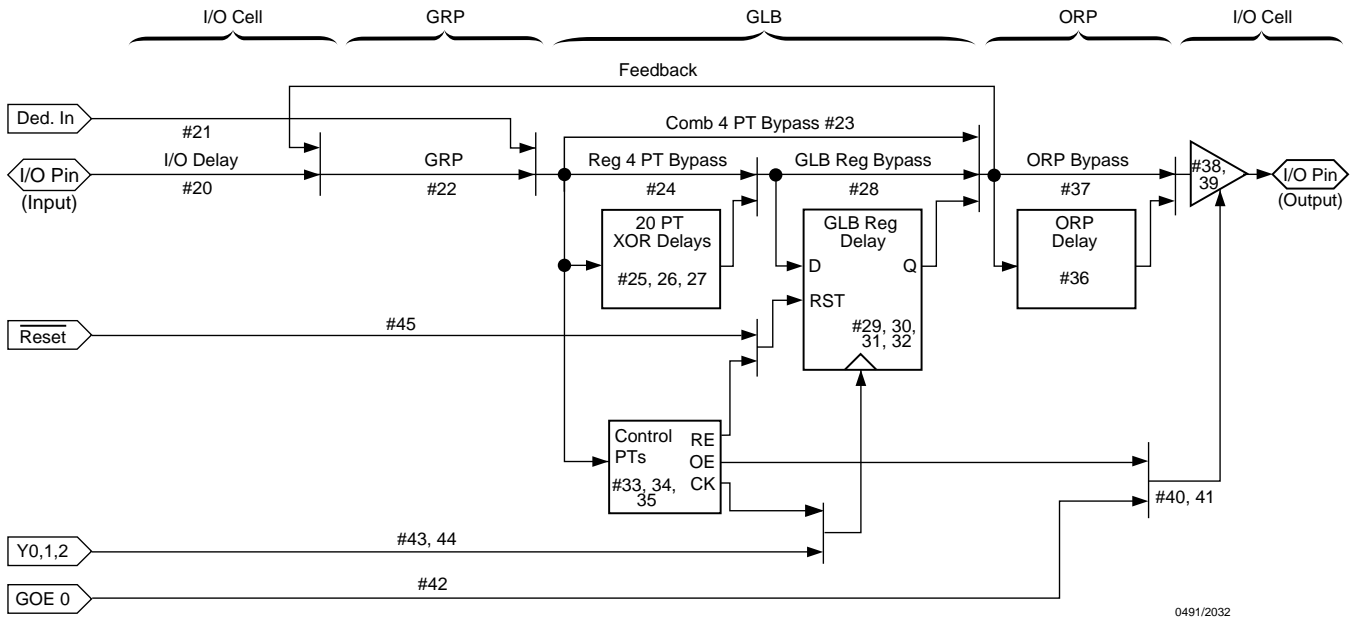 I/O Cell
GRP
GLB
ORP
I/O Cell
Feedback
Ded. In
#21
Comb 4 PT Bypass #23
I/O Pin
(Input)
I/O Delay
#20
GRP
#22
Reg 4 PT Bypass
#24
GLB Reg Bypass
#28
ORP Bypass
#37
#38,
39
I/O Pin
(Output)
20 PT
XOR Delays
#25, 26, 27
GLB Reg
Delay
D
Q
RST
#29, 30,
31, 32
ORP
Delay
#36
Reset
#45
Control
PTs
RE
OE
CK
#33, 34,
35
#40, 41
Y0,1,2
#43, 44
GOE 0
#42
0491/2032